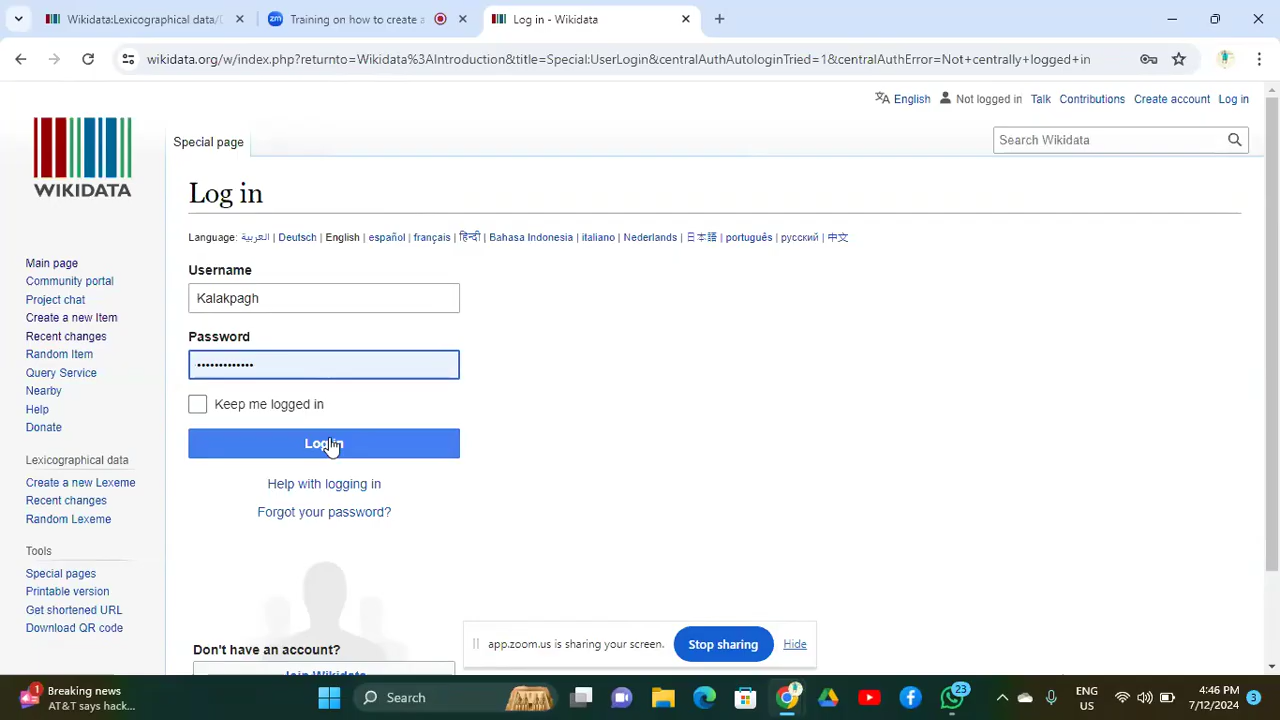 Wikidata:Lexicographical data/D
Training on how to create a
Log in - Wikidata
wikidata.org/w/index.php?returnto=Wikidata%3AIntroduction&title=Special:UserLogin&centralAuthAutologinTried=1&centralAuthError=Not+centrally+logged+in
English Not logged in Talk Contributions Create account Log in
WIKIDATA
Special page
Search Wikidata
Log in
Language: العربية | Deutsch | English | español | français | हिन्दी | Bahasa Indonesia | italiano | Nederlands | 日本語 | português | русский | 中文
Username
Kalakpagh
Password
•••••••••••••
Keep me logged in
Log in
Help with logging in
Forgot your password?
Don't have an account?
Join Wikidata
Main page
Community portal
Project chat
Create a new Item
Recent changes
Random Item
Query Service
Nearby
Help
Donate
Lexicographical data
Create a new Lexeme
Recent changes
Random Lexeme
Tools
Special pages
Printable version
Get shortened URL
Download QR code
app.zoom.us is sharing your screen. Stop sharing Hide
1
Breaking news
AT&T says hack...
Search
23
ENG
US
4:46 PM
7/12/2024
3